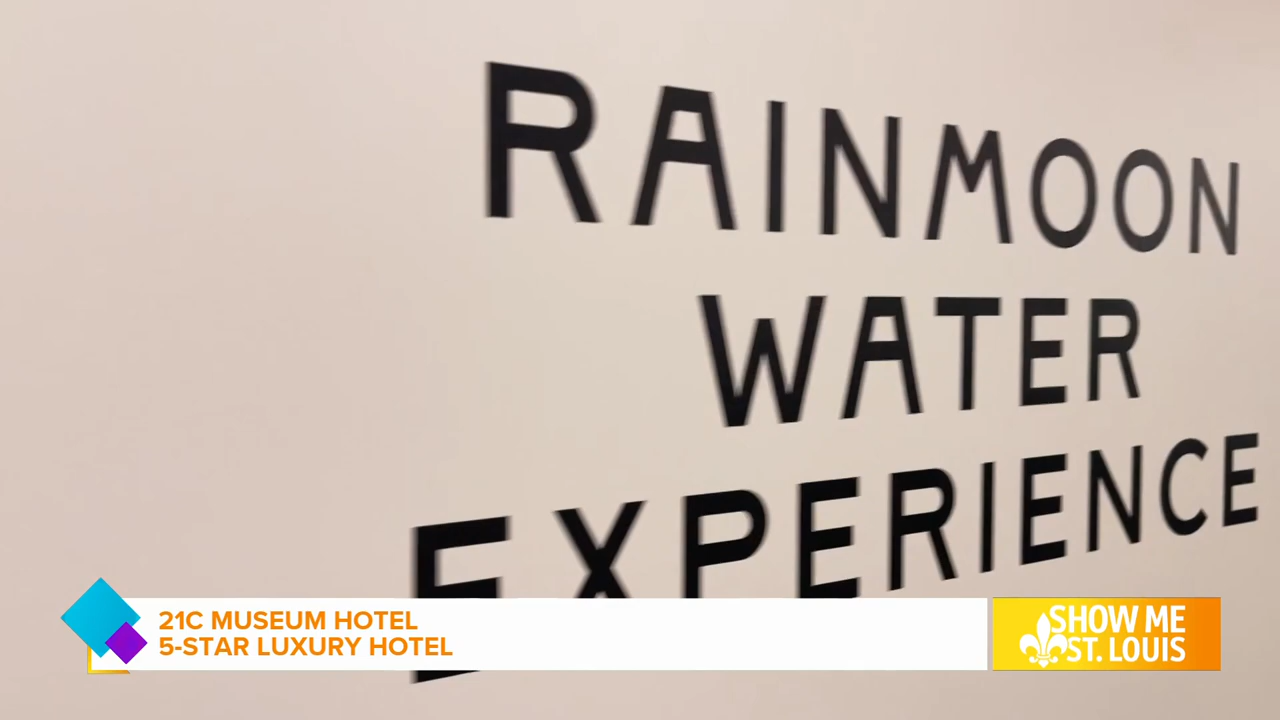 RAINMOON
WATER
EXPERIENCE
21C MUSEUM HOTEL
5-STAR LUXURY HOTEL
SHOW ME
ST. LOUIS